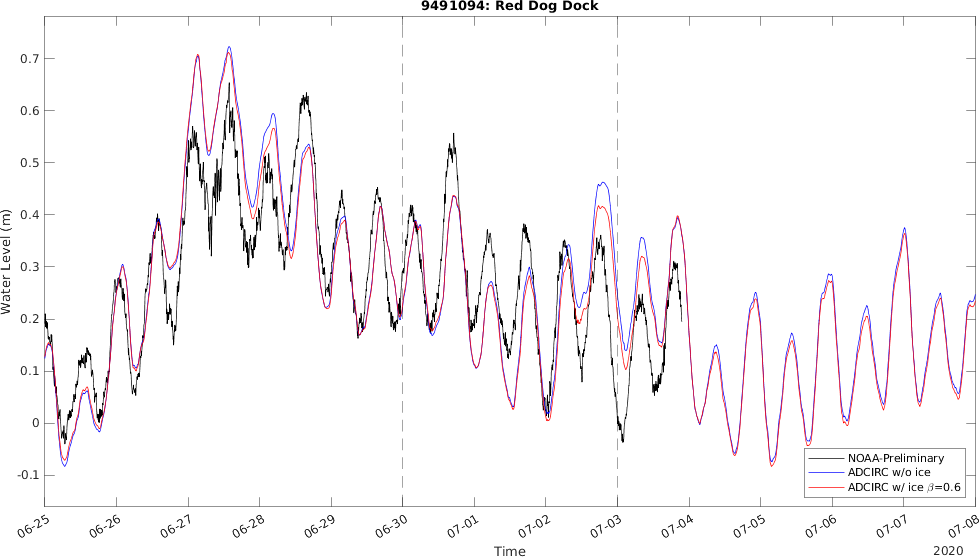 9491094: Red Dog Dock
Water Level (m)
0.7
0.6
0.5
0.4
0.3
0.2
0.1
0
-0.1
NOAA-Preliminary
ADCIRC w/o ice
ADCIRC w/ ice β=0.6
06-25 06-26 06-27 06-28 06-29 06-30 07-01 07-02 07-03 07-04 07-05 07-06 07-07 07-08
Time
2020